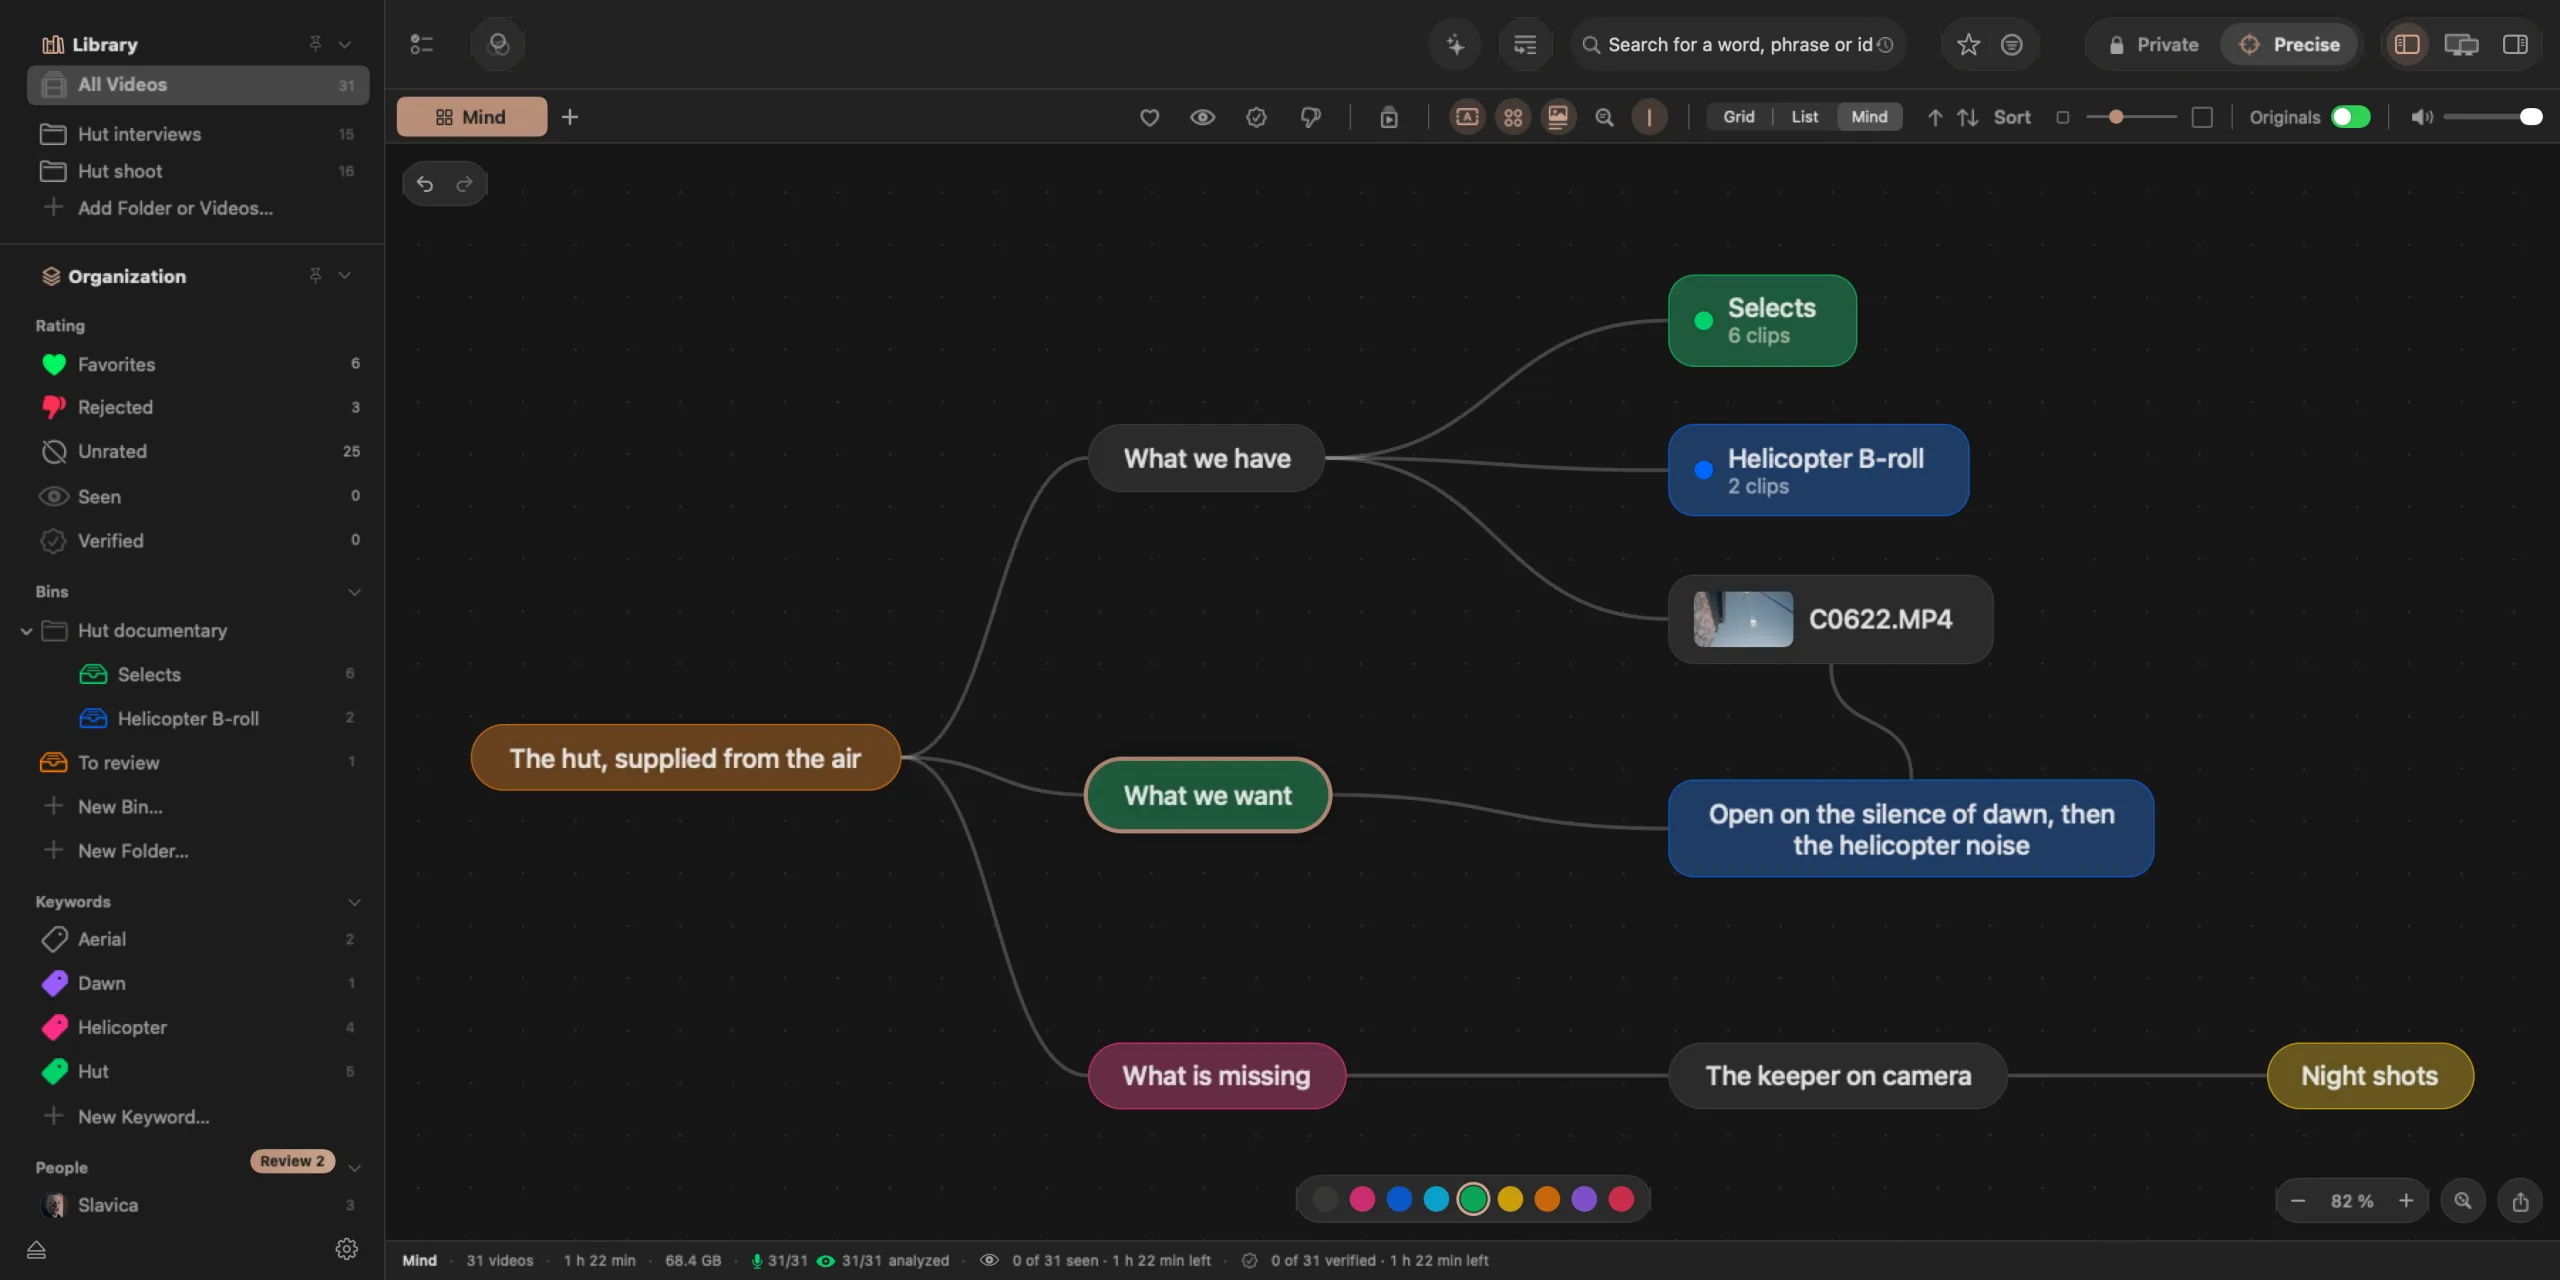 Library
All Videos 31
Hut interviews 15
Hut shoot 16
Add Folder or Videos...
Organization
Rating
Favorites 6
Rejected 3
Unrated 25
Seen 0
Verified 0
Bins
Hut documentary
Selects 6
Helicopter B-roll 2
To review 1
New Bin...
New Folder...
Keywords
Aerial 2
Dawn 1
Helicopter 4
Hut 5
New Keyword...
People Review 2
Slavica 3
Search for a word, phrase or id
Private
Precise
Mind
A
Grid
List
Mind
Sort
Originals
Selects
6 clips
What we have
Helicopter B-roll
2 clips
C0622.MP4
The hut, supplied from the air
What we want
Open on the silence of dawn, then
the helicopter noise
What is missing
The keeper on camera
Night shots
82 %
Mind · 31 videos · 1 h 22 min · 68.4 GB · 31/31 31/31 analyzed · 0 of 31 seen · 1 h 22 min left · 0 of 31 verified · 1 h 22 min left